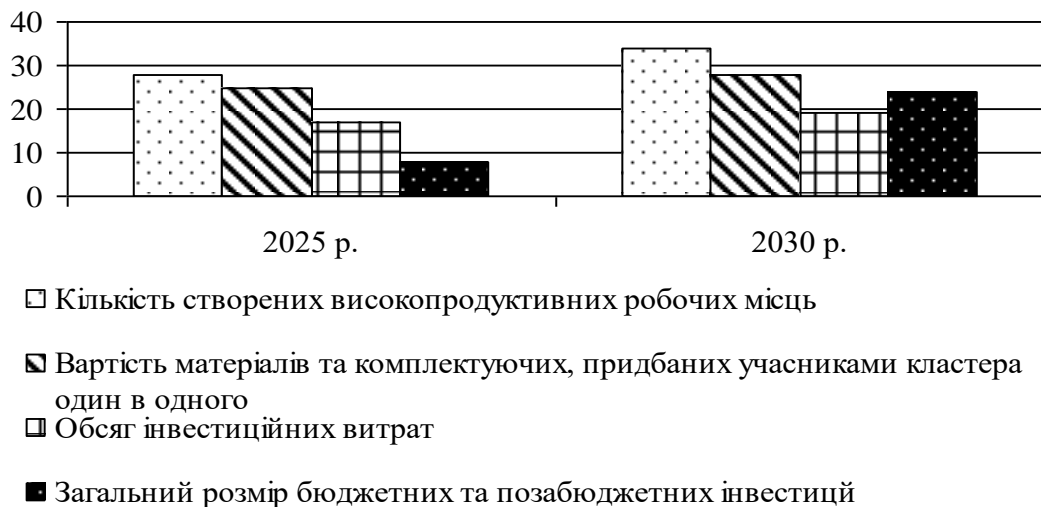 40
30
20
10
0
2025 р.
2030 р.
Кількість створених високопродуктивних робочих місць
Вартість матеріалів та комплектуючих, придбаних учасниками кластера
один в одного
Обсяг інвестиційних витрат
Загальний розмір бюджетних та позабюджетних інвестицй